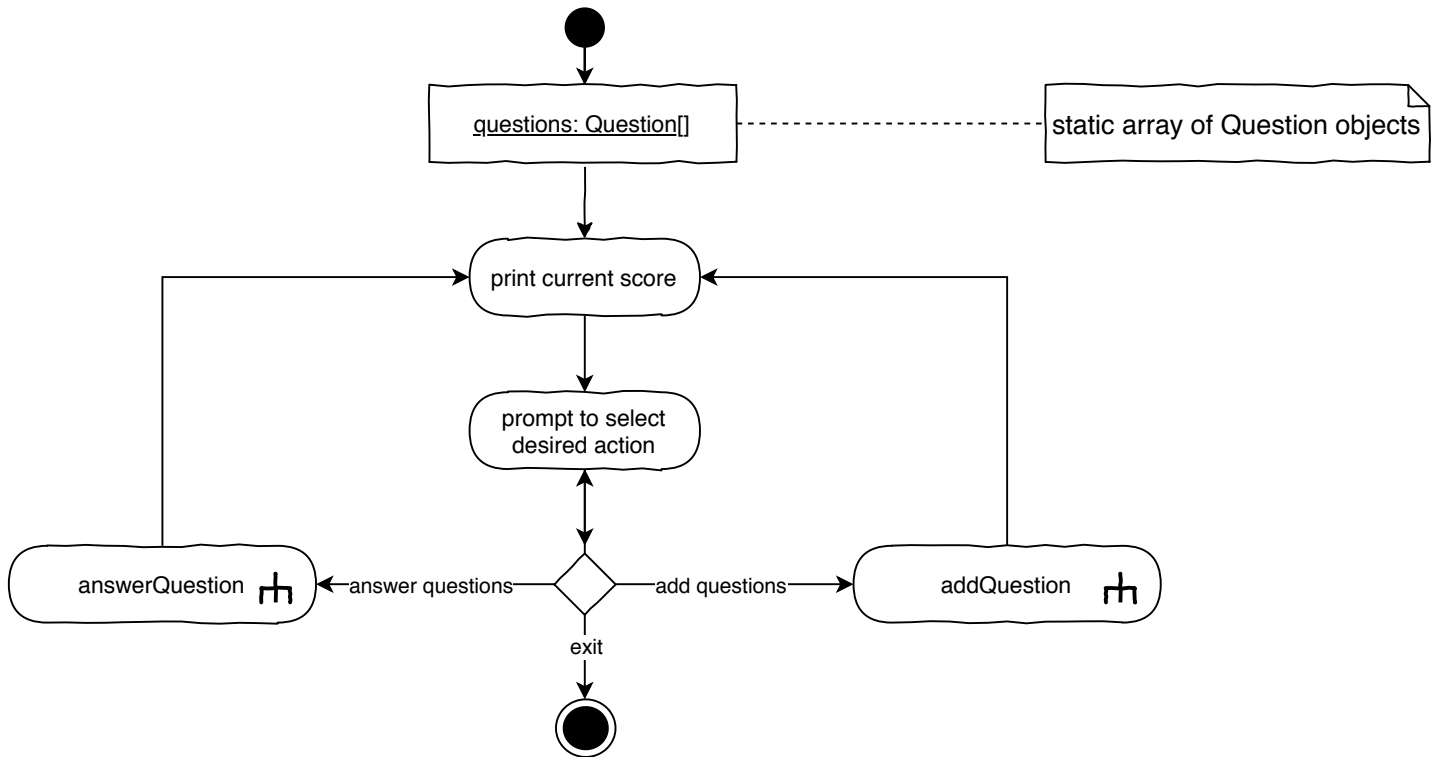 questions: Question[]
static array of Question objects
print current score
prompt to select
desired action
answerQuestion
answer questions
add questions
addQuestion
exit